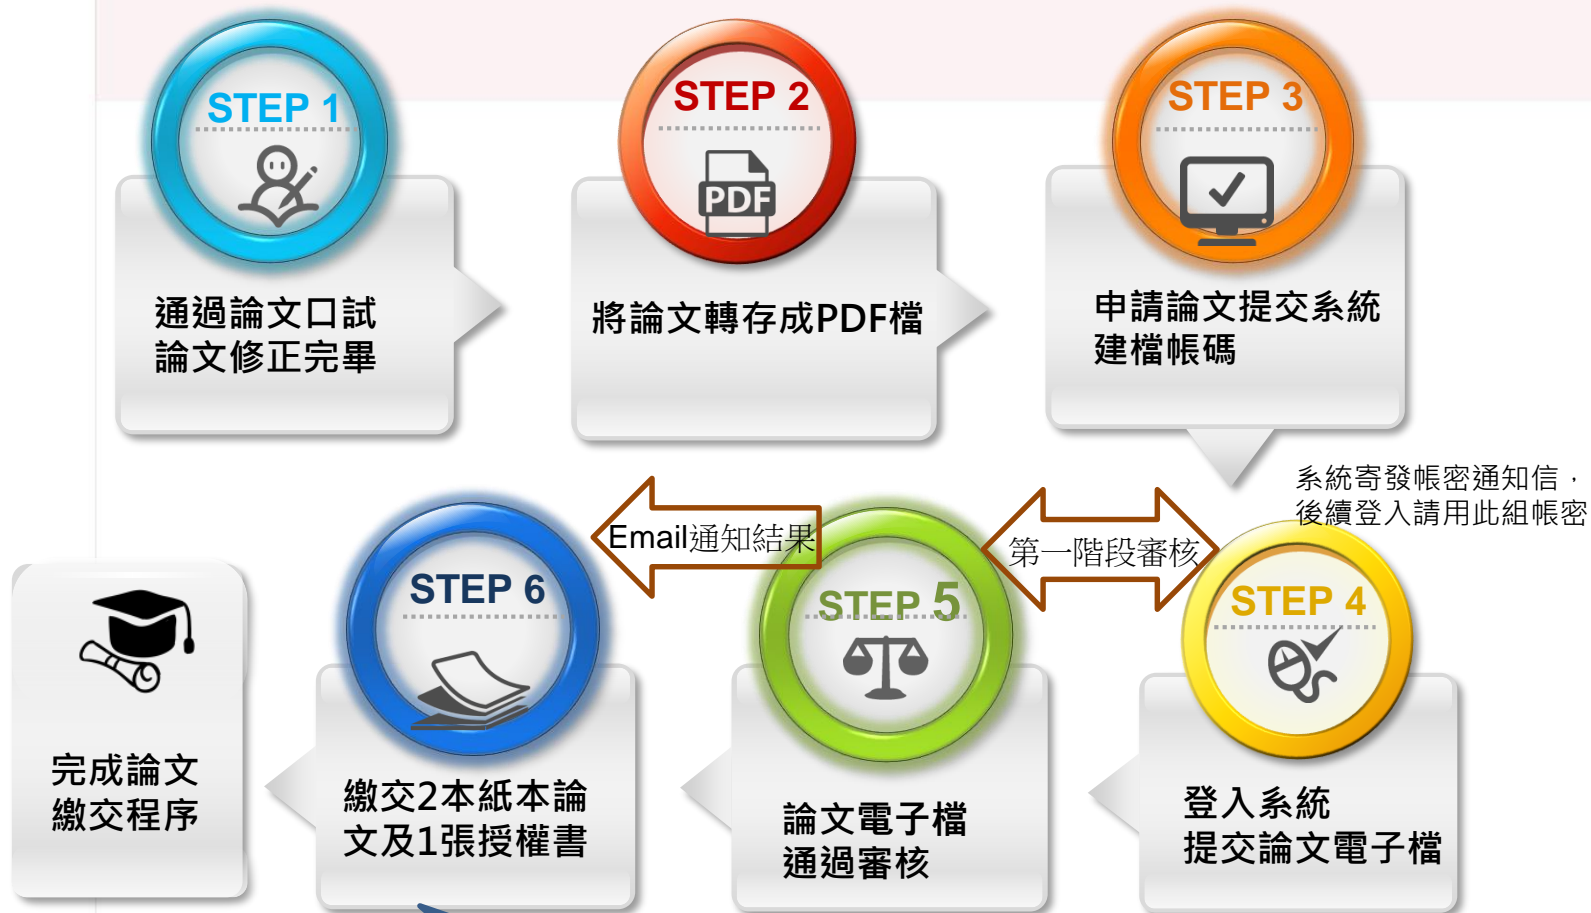 STEP 1
通過論文口試
論文修正完畢
STEP 2
PDF
將論文轉存成PDF檔
STEP 3
申請論文提交系統
建檔帳碼
系統寄發帳密通知信，
後續登入請用此組帳密
STEP 4
登入系統
提交論文電子檔
第一階段審核
STEP 5
論文電子檔
通過審核
Email通知結果
STEP 6
繳交2本紙本論
文及1張授權書
完成論文
繳交程序